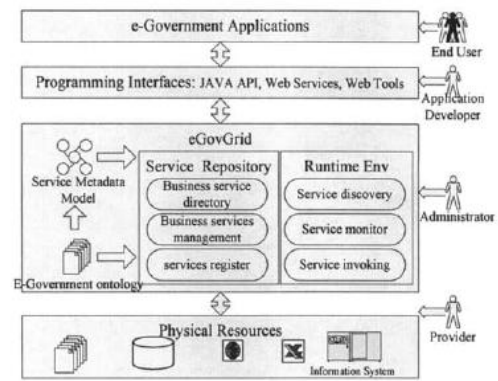 e-Government Applications
End User
Programming Interfaces: JAVA API, Web Services, Web Tools
Application
Developer
eGovGrid
Service Metadata
Model
E-Government ontology
Service Repository
Business service
directory
Business services
management
services register
Runtime Env
Service discovery
Service monitor
Service invoking
Administrator
Physical Resources
Information System
Provider